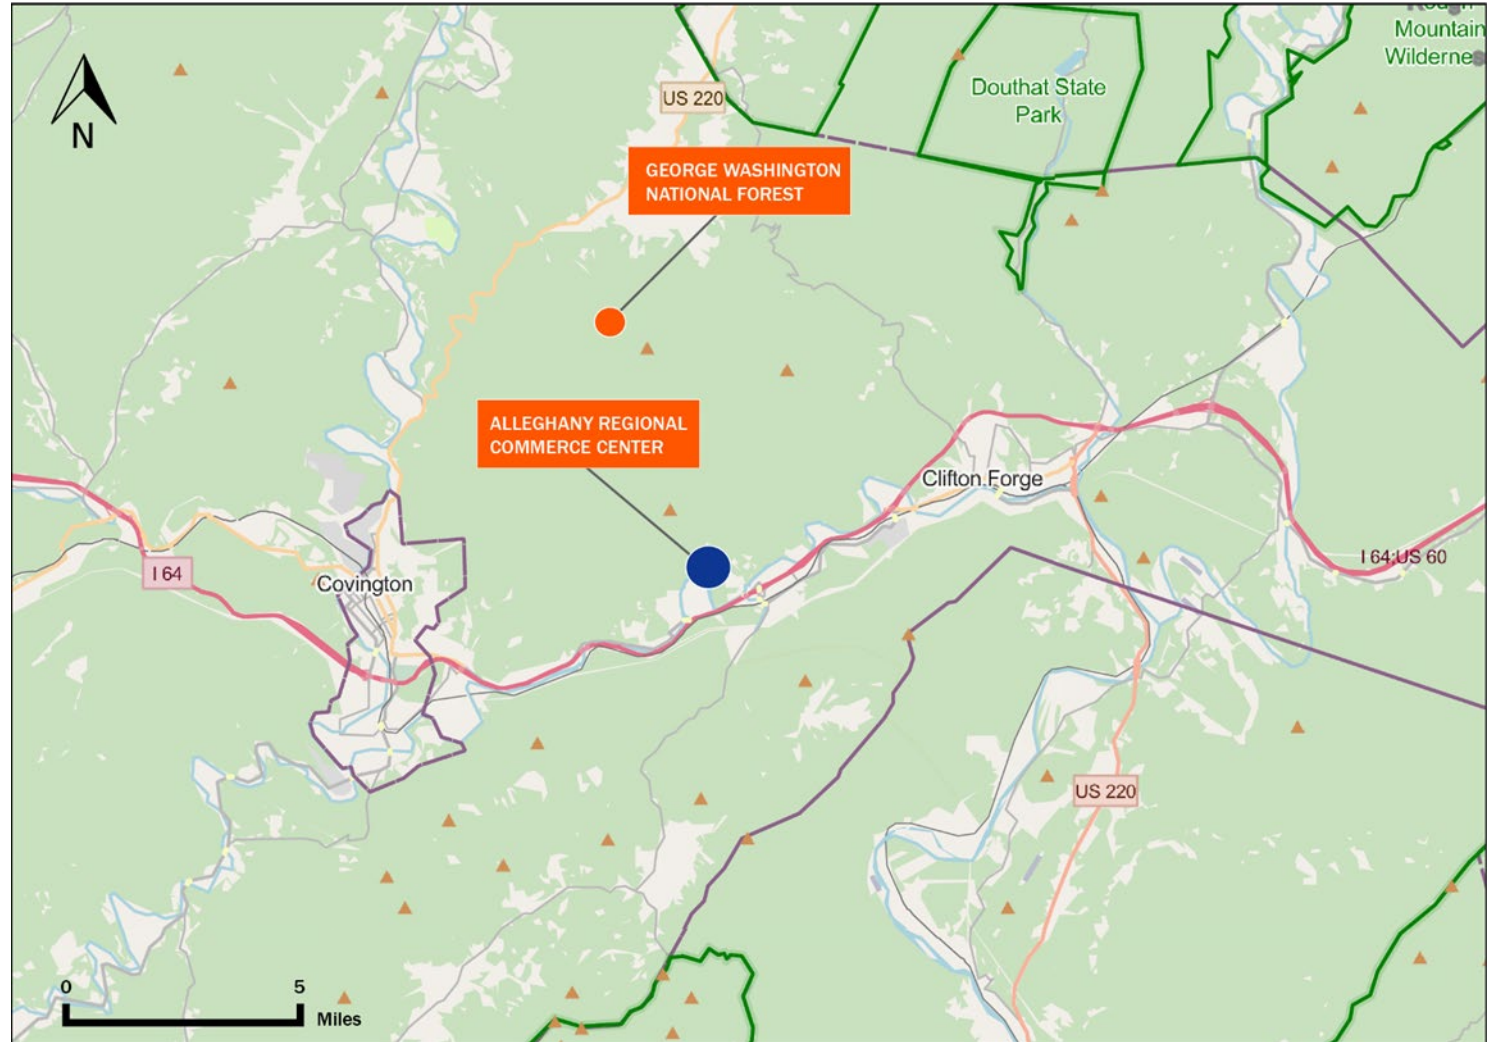 Mountain
Wilderne
US 220
Douthat State
Park
N
GEORGE WASHINGTON
NATIONAL FOREST
ALLEGHANY REGIONAL
COMMERCE CENTER
Clifton Forge
I 64;US 60
I 64
Covington
US 220
0 5
Miles